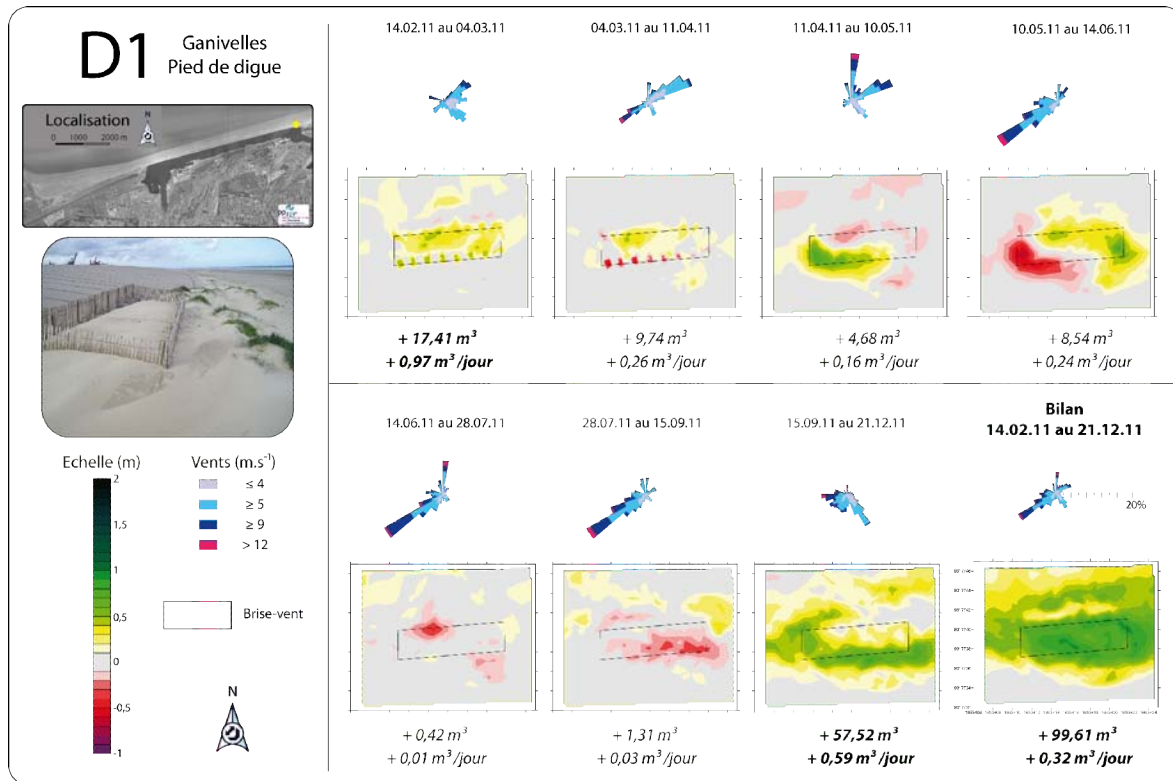 D1
Ganivelles
Pied de digue
Localisation
N
0 1000 2000 m
Echelle (m)
2
1,5
1
0,5
0
-0,5
-1
Vents (m.s⁻¹)
≤ 4
≥ 5
≥ 9
> 12
Brise-vent
N
14.02.11 au 04.03.11
04.03.11 au 11.04.11
11.04.11 au 10.05.11
10.05.11 au 14.06.11
+ 17,41 m³
+ 0,97 m³/jour
+ 9,74 m³
+ 0,26 m³/jour
+ 4,68 m³
+ 0,16 m³/jour
+ 8,54 m³
+ 0,24 m³/jour
14.06.11 au 28.07.11
28.07.11 au 15.09.11
15.09.11 au 21.12.11
Bilan
14.02.11 au 21.12.11
20%
+ 0,42 m³
+ 0,01 m³/jour
+ 1,31 m³
+ 0,03 m³/jour
+ 57,52 m³
+ 0,59 m³/jour
+ 99,61 m³
+ 0,32 m³/jour